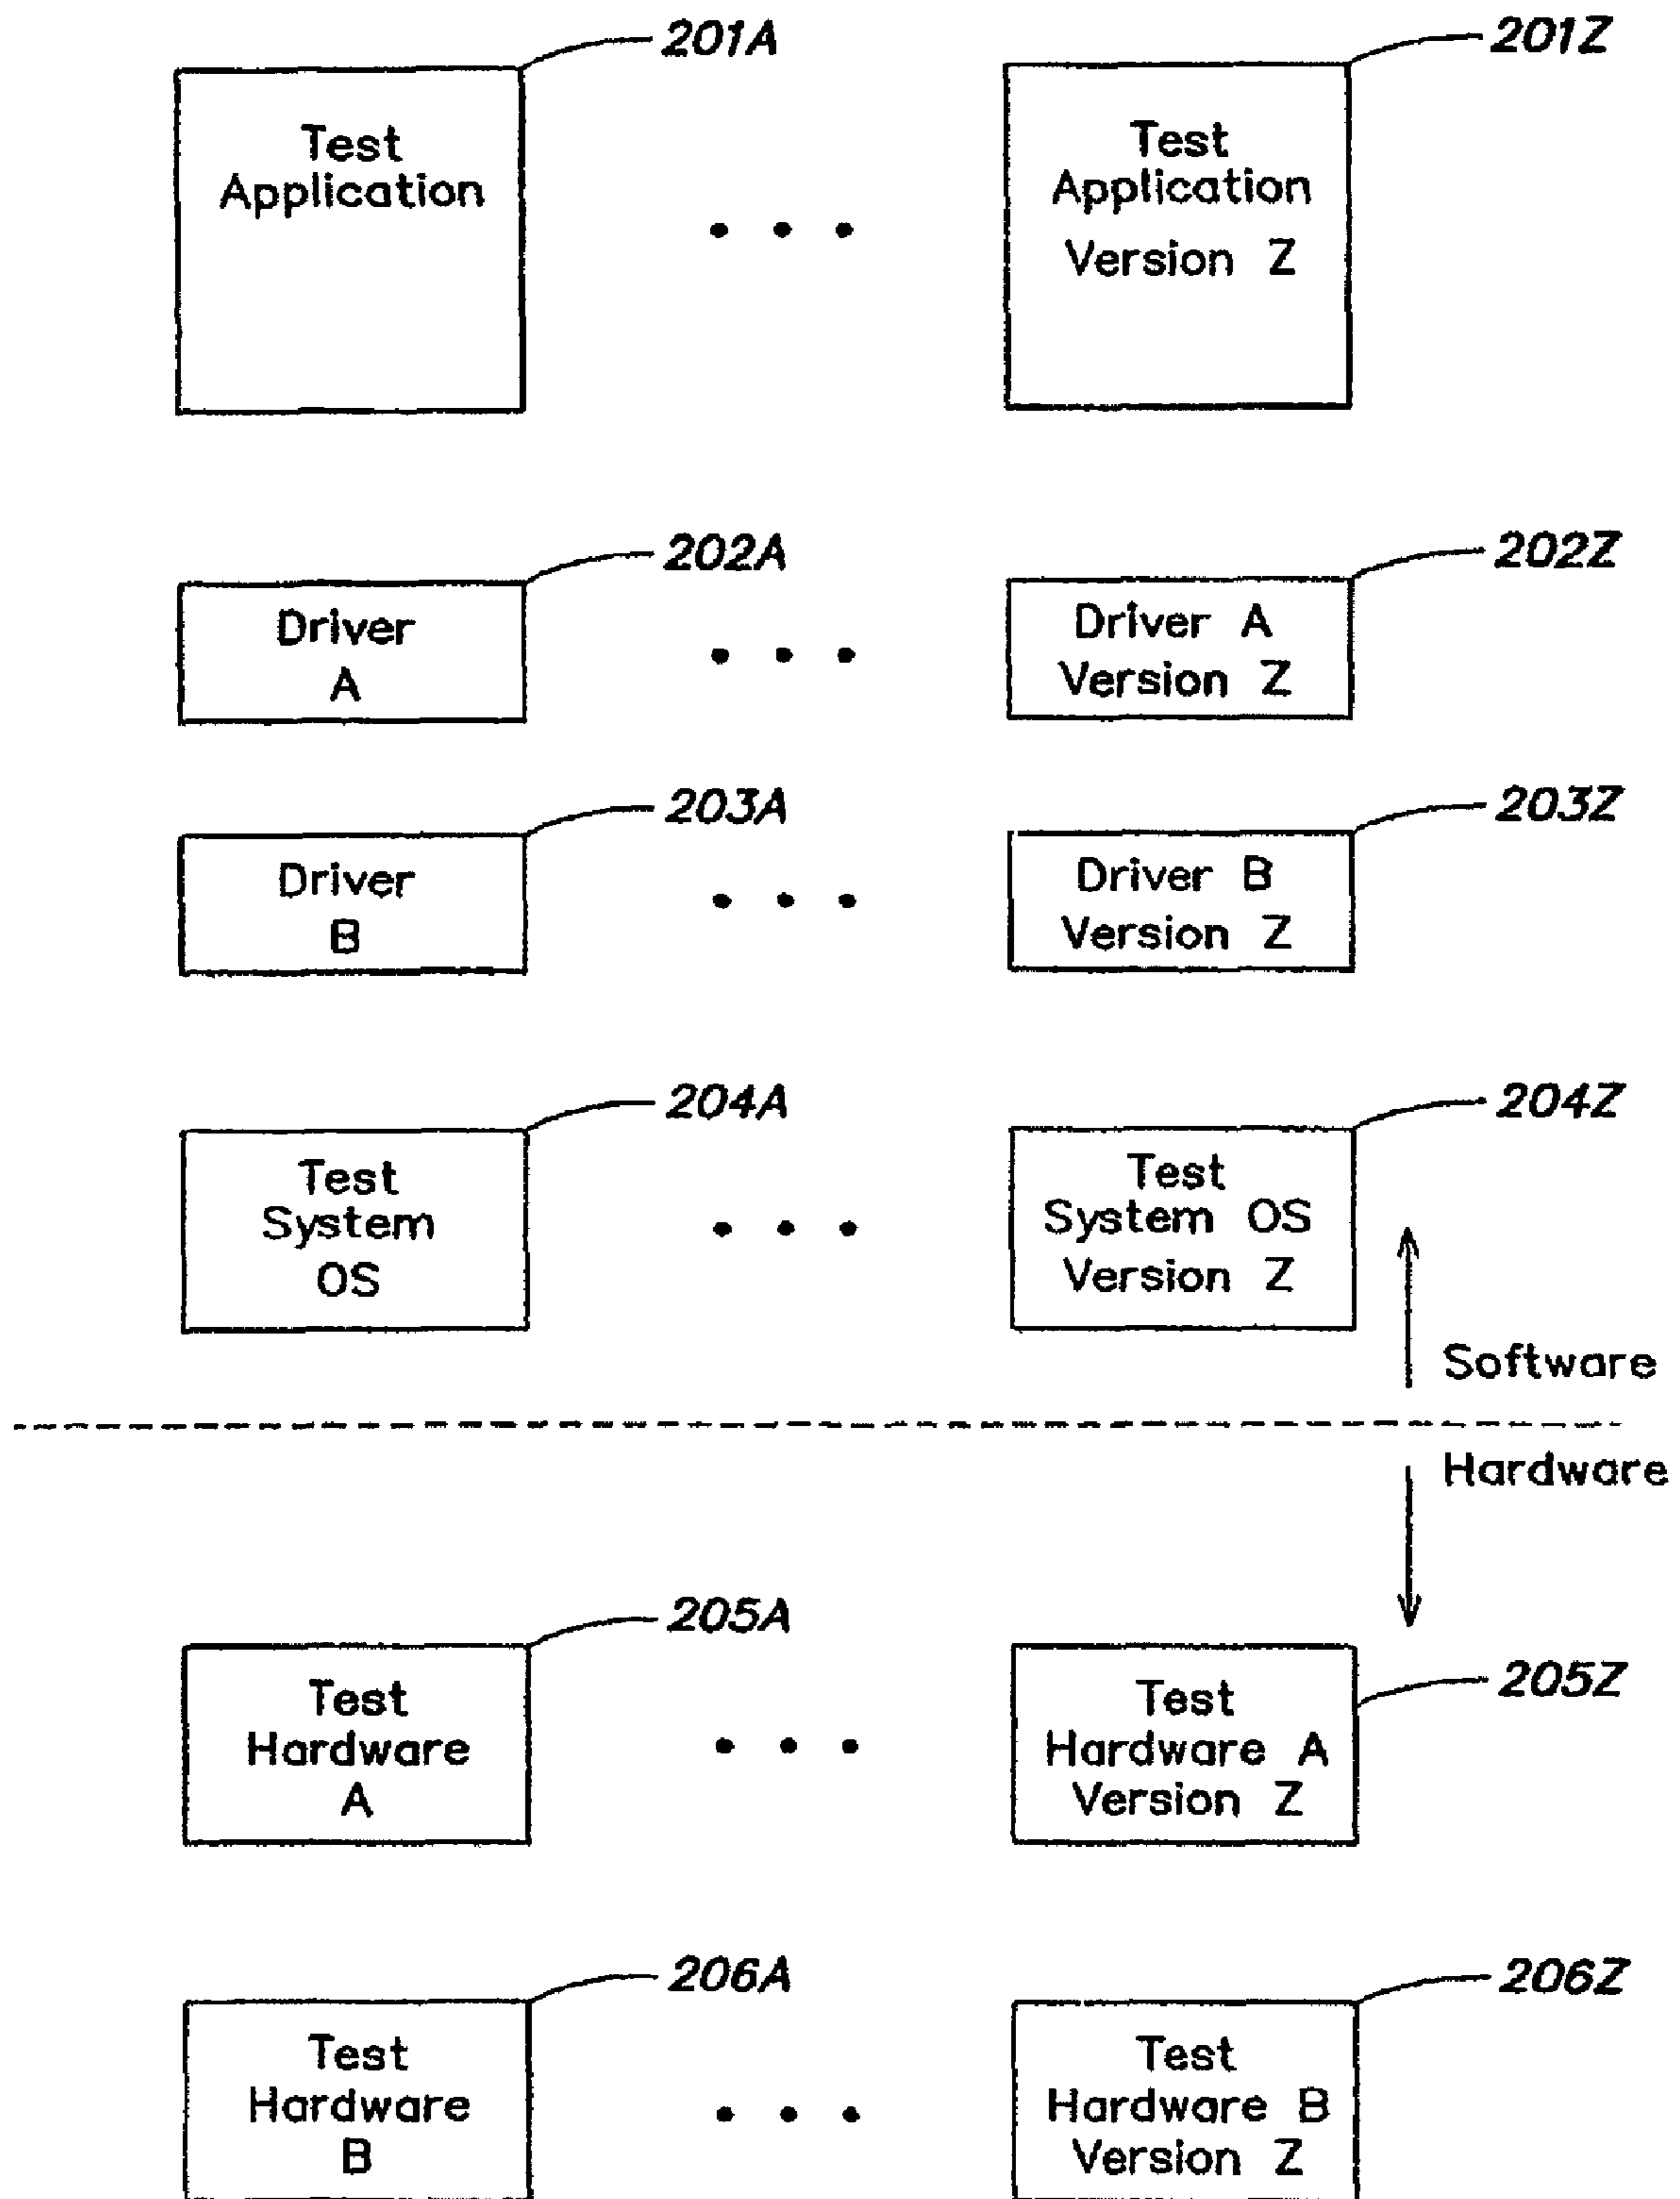 201A
201Z
Test
Application
Test
Application
Version Z
202A
202Z
Driver
A
Driver A
Version Z
203A
203Z
Driver
B
Driver B
Version Z
204A
204Z
Test
System
OS
Test
System OS
Version Z
Software
Hardware
205A
205Z
Test
Hardware
A
Test
Hardware A
Version Z
206A
206Z
Test
Hardware
B
Test
Hardware B
Version Z